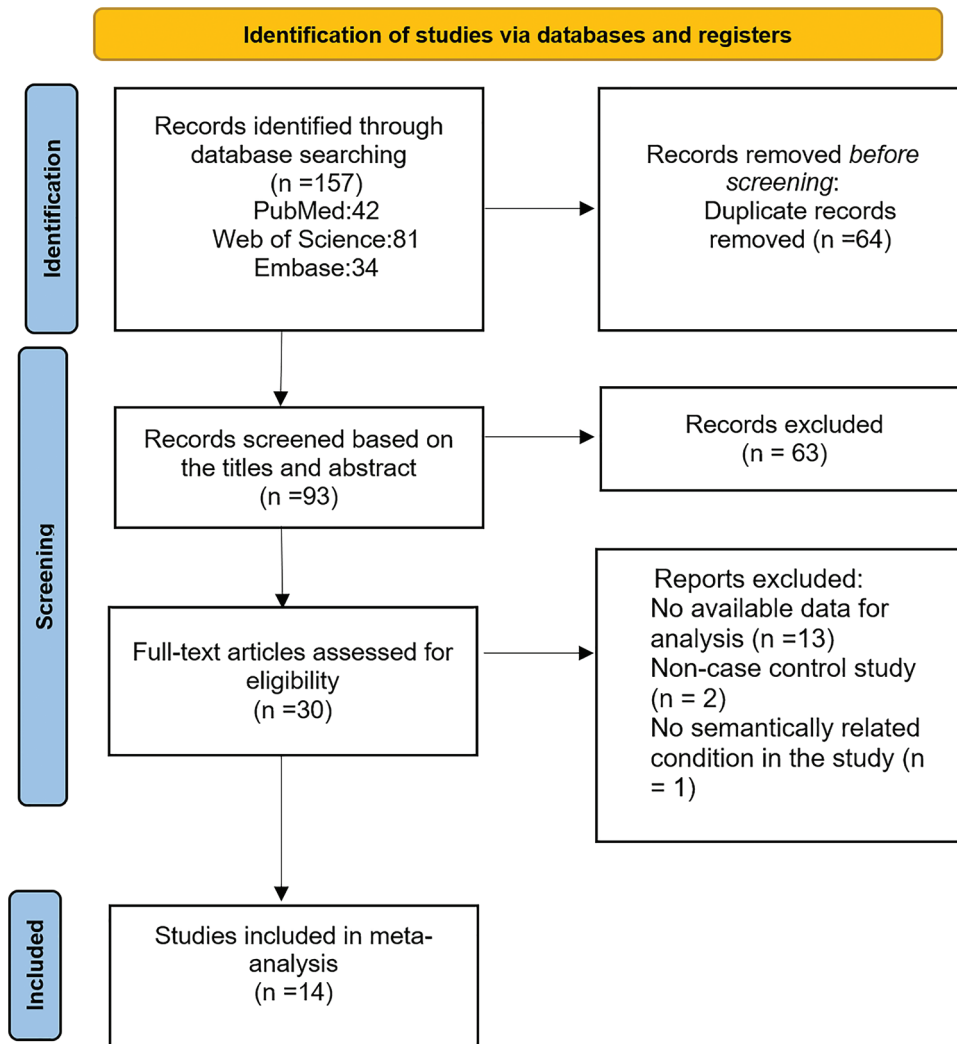 Identification of studies via databases and registers
Identification
Records identified through
database searching
(n =157)
PubMed:42
Web of Science:81
Embase:34
Records removed before
screening:
Duplicate records
removed (n =64)
Screening
Records screened based on
the titles and abstract
(n =93)
Records excluded
(n = 63)
Full-text articles assessed for
eligibility
(n =30)
Reports excluded:
No available data for
analysis (n =13)
Non-case control study
(n = 2)
No semantically related
condition in the study (n
= 1)
Included
Studies included in meta-
analysis
(n =14)